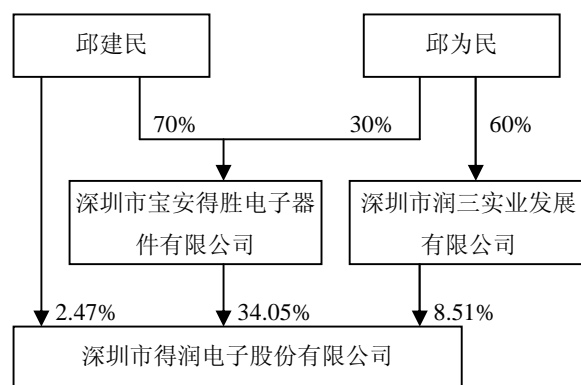 邱建民
邱为民
70%
30%
60%
深圳市宝安得胜电子器
件有限公司
深圳市润三实业发展
有限公司
2.47%
34.05%
8.51%
深圳市得润电子股份有限公司